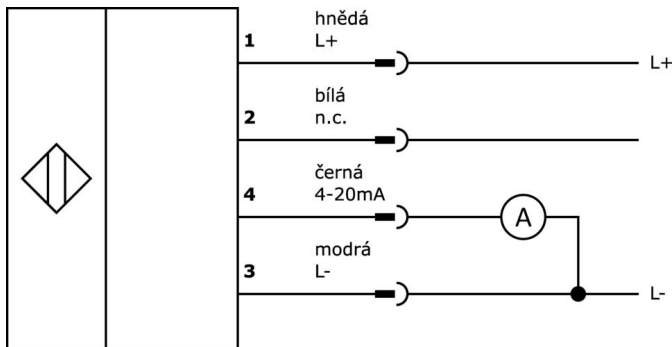 hnědá
1 L+ L+
bílá
2 n.c.
černá
4 4-20mA A
modrá
3 L- L-